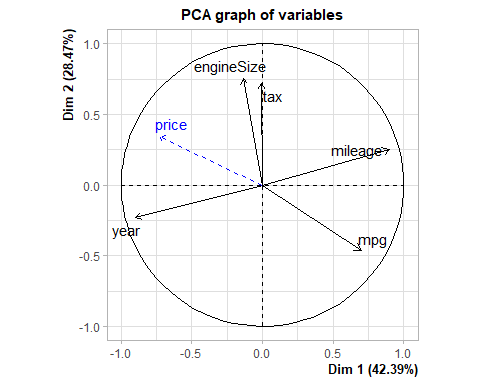 PCA graph of variables
Dim 2 (28.47%)
1.0
0.5
0.0
-0.5
-1.0
engineSize
tax
price
mileage
year
mpg
-1.0
-0.5
0.0
0.5
1.0
Dim 1 (42.39%)